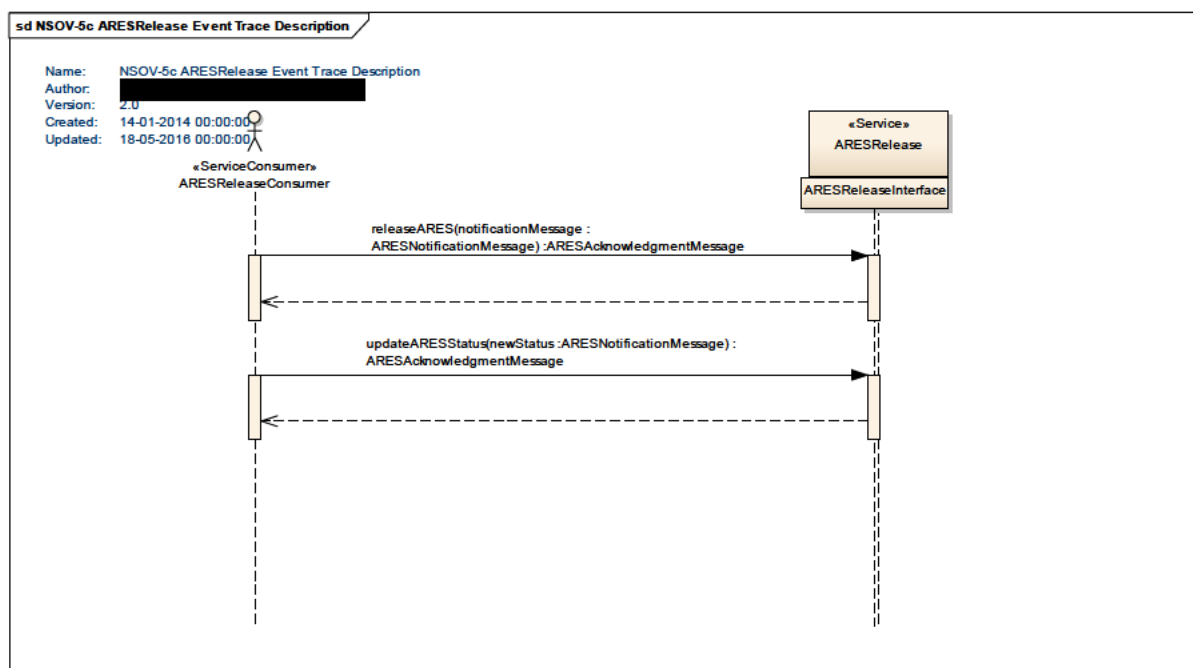 sd NSOV-5c ARESRelease Event Trace Description
Name: NSOV-5c ARESRelease Event Trace Description
Author:
Version: 2.0
Created: 14-01-2014 00:00:00
Updated: 18-05-2016 00:00:00
«ServiceConsumer»
ARESReleaseConsumer
«Service»
ARESRelease
ARESReleaseInterface
releaseARES(notificationMessage :
ARESNotificationMessage) :ARESAcknowledgmentMessage
updateARESStatus(newStatus :ARESNotificationMessage) :
ARESAcknowledgmentMessage